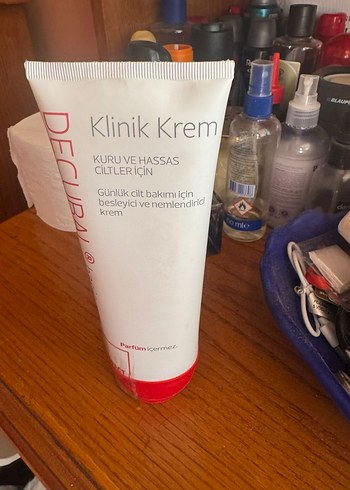 DECUBAL®
Klinik Krem
KURU VE HASSAS
CİLTLER İÇİN
Günlük cilt bakımı için
besleyici ve nemlendirici
krem
Parfüm içermez.
BLAUPU